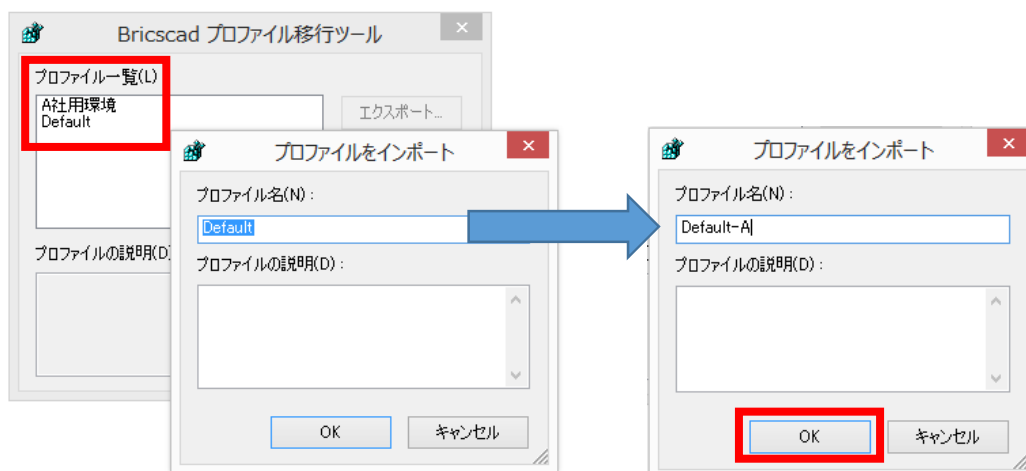 Bricscad プロファイル移行ツール
プロファイル一覧(L)
A社用環境
Default
エクスポート...
プロファイルの説明(D)
プロファイルをインポート
プロファイル名(N) :
Default
プロファイルの説明(D) :
OK
キャンセル
プロファイルをインポート
プロファイル名(N) :
Default-A
プロファイルの説明(D) :
OK
キャンセル